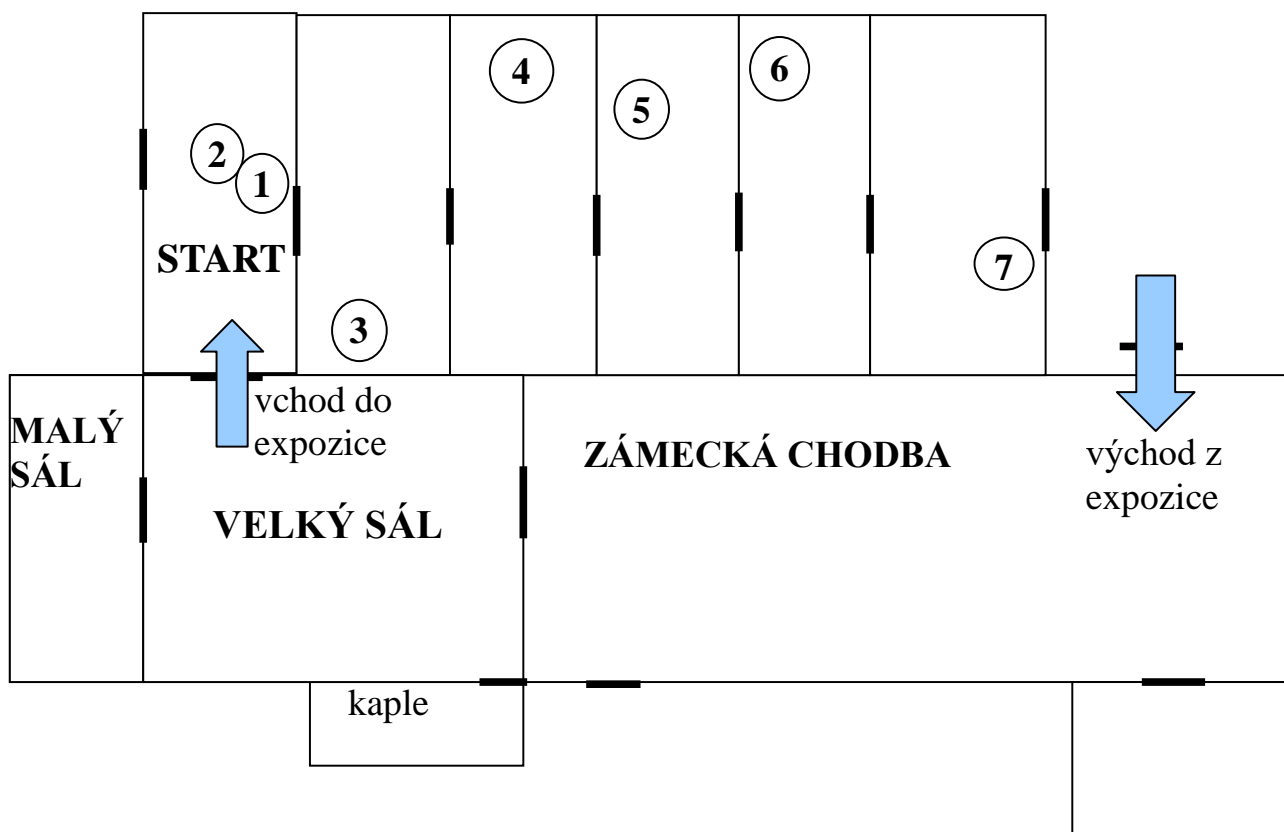 4
6
5
2
1
START
7
3
vchod do
expozice
MALÝ
SÁL
ZÁMECKÁ CHODBA
východ z
expozice
VELKÝ SÁL
kaple